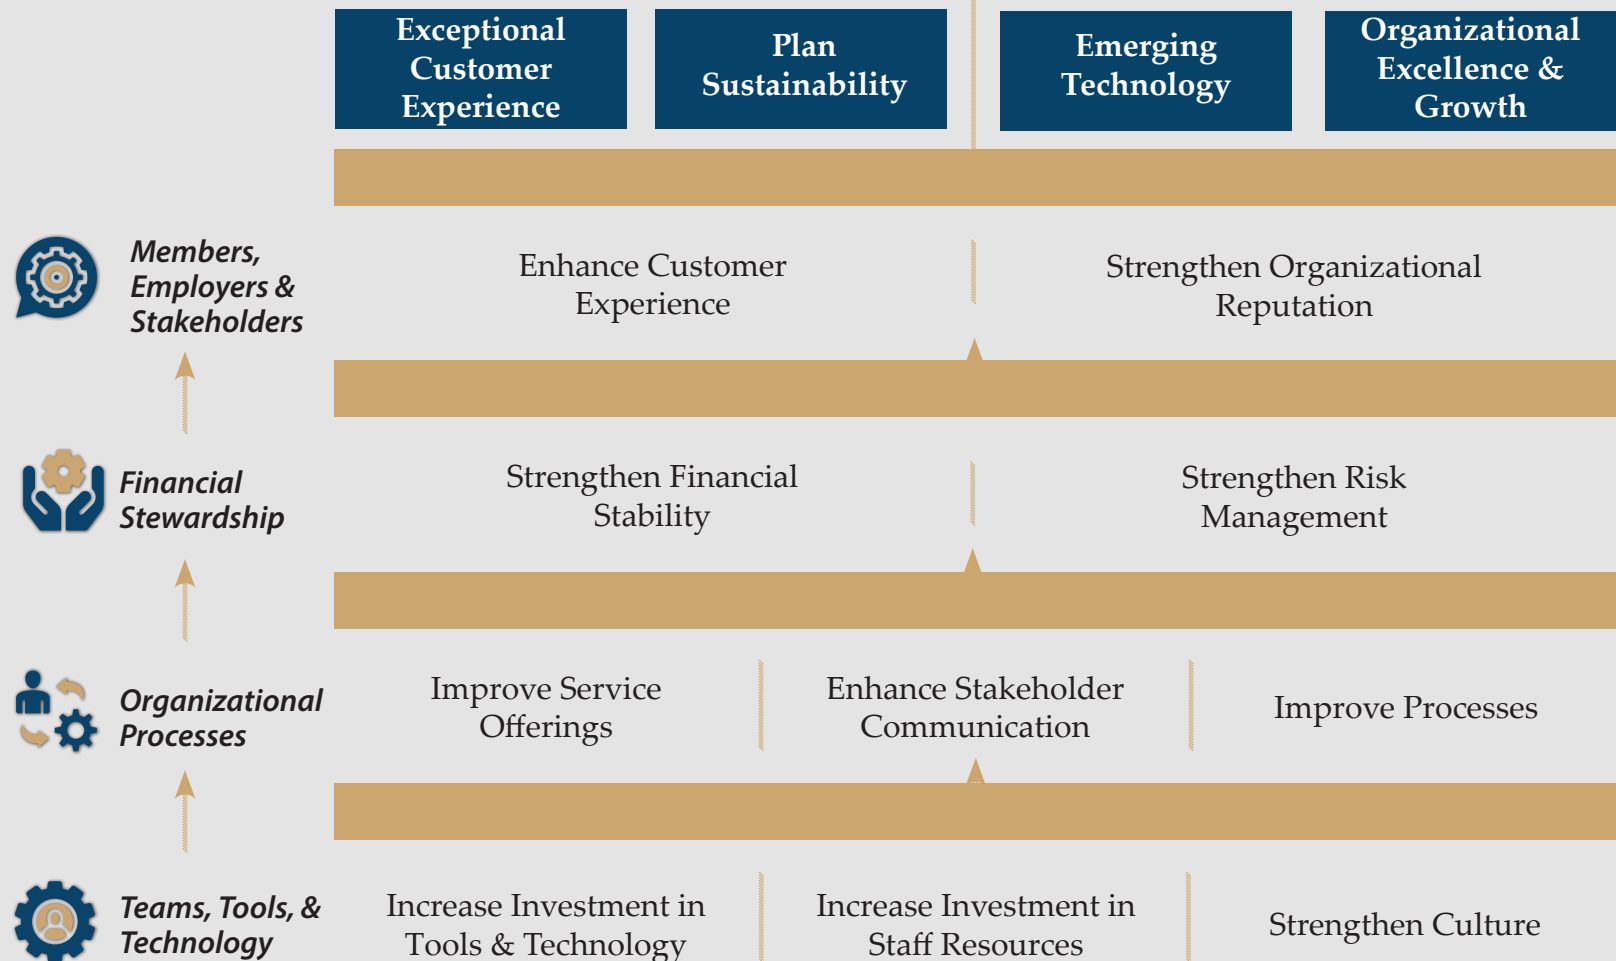 Exceptional
Customer
Experience
Plan
Sustainability
Emerging
Technology
Organizational
Excellence &
Growth
Members,
Employers &
Stakeholders
Enhance Customer
Experience
Strengthen Organizational
Reputation
Financial
Stewardship
Strengthen Financial
Stability
Strengthen Risk
Management
Organizational
Processes
Improve Service
Offerings
Enhance Stakeholder
Communication
Improve Processes
Teams, Tools, &
Technology
Increase Investment in
Tools & Technology
Increase Investment in
Staff Resources
Strengthen Culture